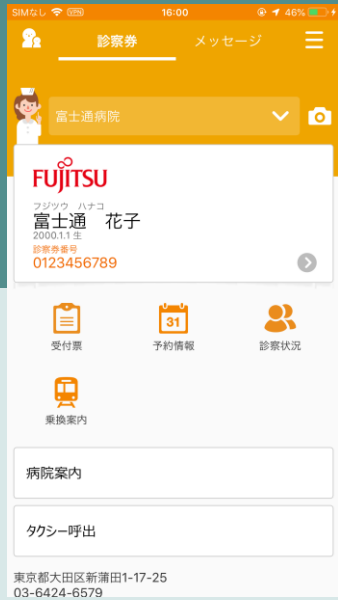 SIMなし VPN 16:00 46%
診察券 メッセージ
富士通病院
FUJITSU
フジツウ ハナコ
富士通 花子
2000.1.1 生
診察券番号
0123456789
31
受付票 予約情報 診察状況
乗換案内
病院案内
タクシー呼出
東京都大田区新蒲田1-17-25
03-6424-6579